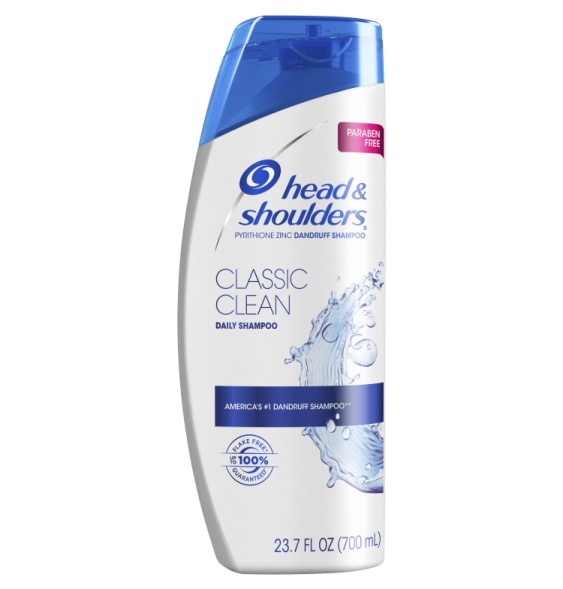 PARABEN
FREE
head &
shoulders®
PYRITHIONE ZINC DANDRUFF SHAMPOO
CLASSIC
CLEAN
DAILY SHAMPOO
AMERICA'S #1 DANDRUFF SHAMPOO**
FLAKE FREE*
UP TO 100%
GUARANTEED†
23.7 FL OZ (700 mL)